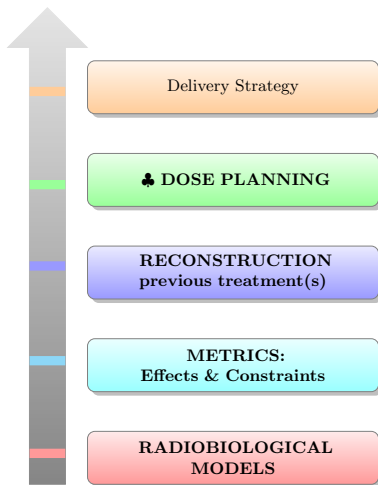 Delivery Strategy
♣ DOSE PLANNING
RECONSTRUCTION
previous treatment(s)
METRICS:
Effects & Constraints
RADIOBIOLOGICAL
MODELS